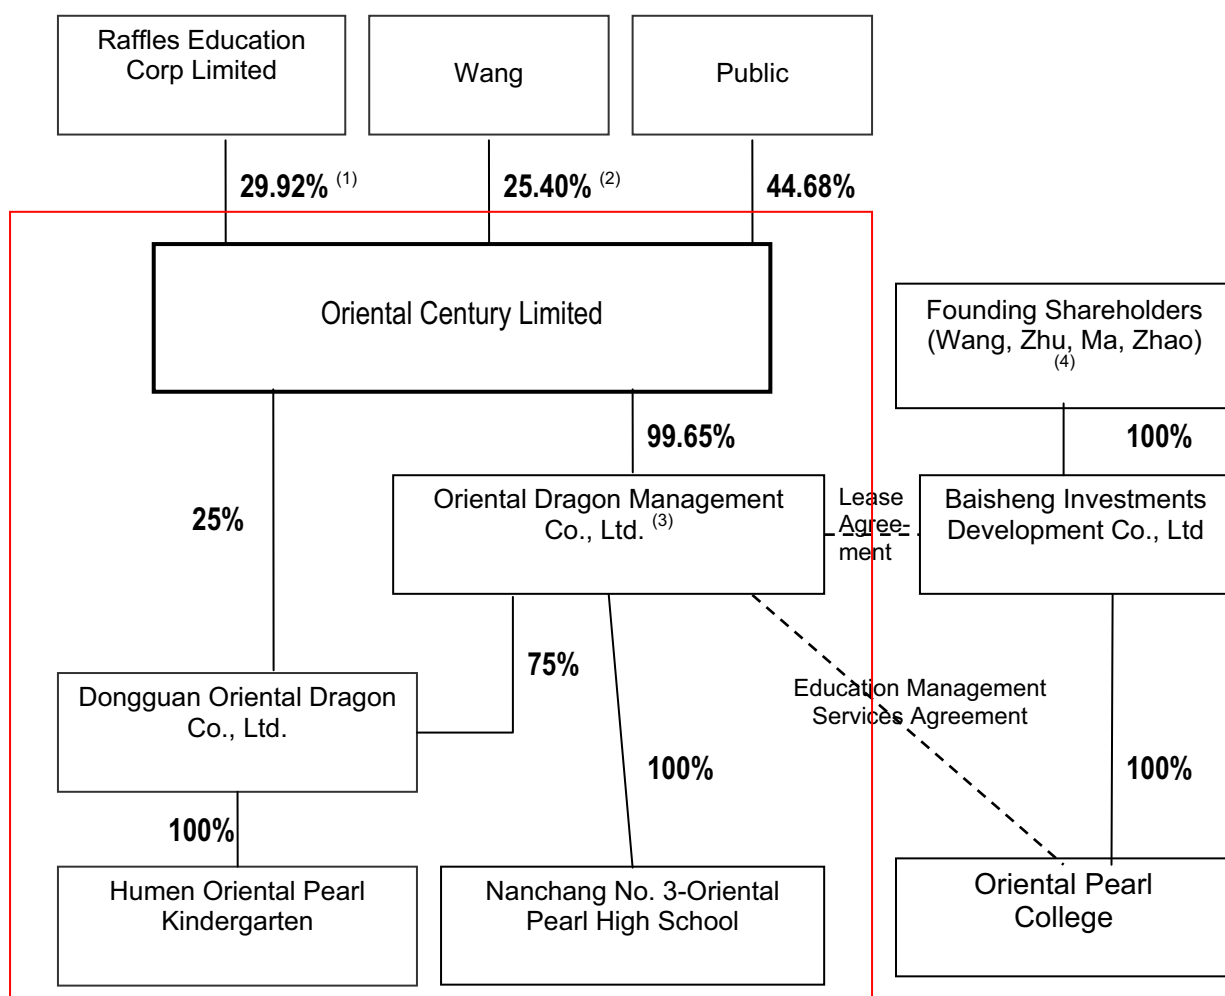 Raffles Education
Corp Limited
Wang
Public
29.92% (1)
25.40% (2)
44.68%
Oriental Century Limited
Founding Shareholders
(Wang, Zhu, Ma, Zhao)
(4)
99.65%
100%
25%
Oriental Dragon Management
Co., Ltd. (3)
Lease
Agree-
ment
Baisheng Investments
Development Co., Ltd
75%
Dongguan Oriental Dragon
Co., Ltd.
Education Management
Services Agreement
100%
100%
100%
Humen Oriental Pearl
Kindergarten
Nanchang No. 3-Oriental
Pearl High School
Oriental Pearl
College